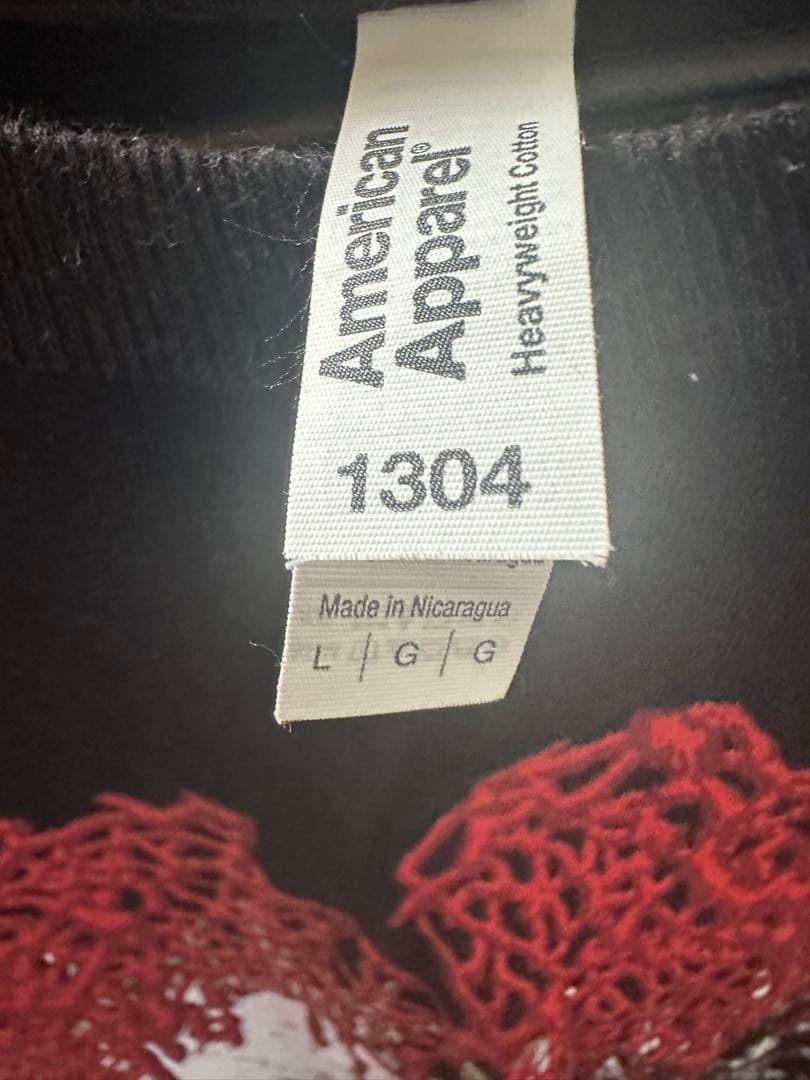 American
Apparel®
Heavyweight Cotton
1304
Made in Nicaragua
L / G / G